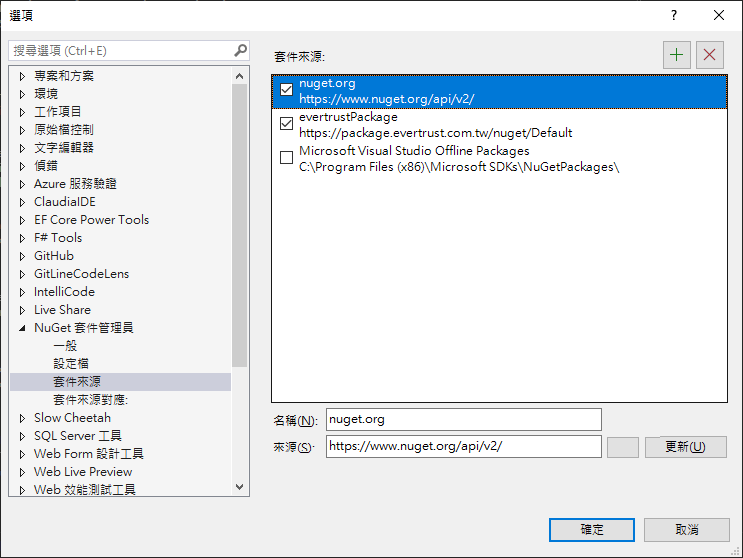 選項
?
搜尋選項 (Ctrl+E)
專案和方案
環境
工作項目
原始檔控制
文字編輯器
偵錯
Azure 服務驗證
ClaudiaIDE
EF Core Power Tools
F# Tools
GitHub
GitLineCodeLens
IntelliCode
Live Share
NuGet 套件管理員
一般
設定檔
套件來源
套件來源對應:
Slow Cheetah
SQL Server 工具
Web Form 設計工具
Web Live Preview
Web 效能測試工具
套件來源:
nuget.org
https://www.nuget.org/api/v2/
evertrustPackage
https://package.evertrust.com.tw/nuget/Default
Microsoft Visual Studio Offline Packages
C:\Program Files (x86)\Microsoft SDKs\NuGetPackages\
名稱(N): nuget.org
來源(S): https://www.nuget.org/api/v2/ 更新(U)
確定 取消